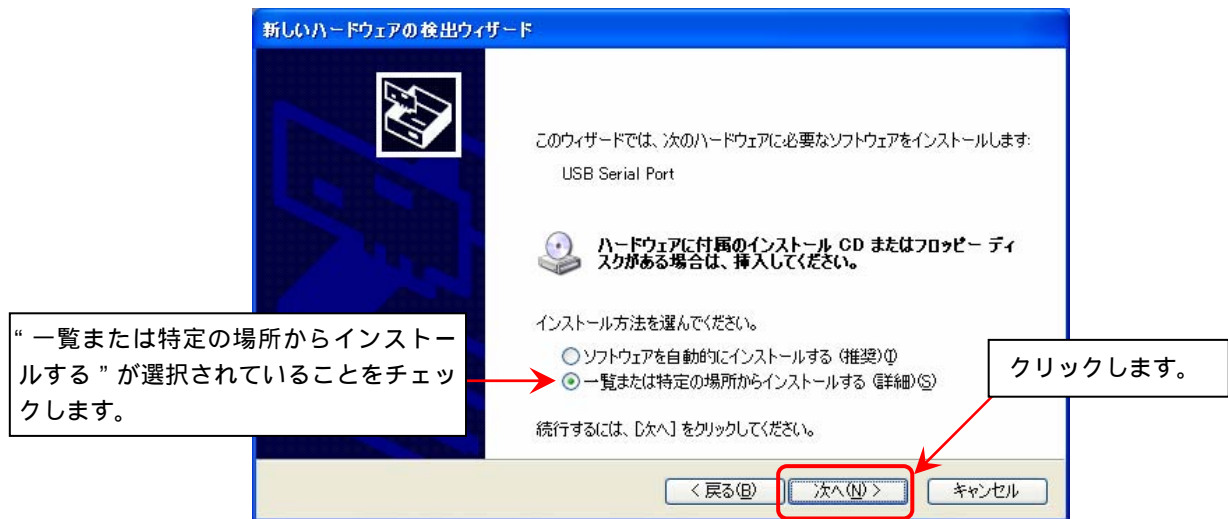 新しいハードウェアの検出ウィザード
このウィザードでは、次のハードウェアに必要なソフトウェアをインストールします:
USB Serial Port
ハードウェアに付属のインストール CD またはフロッピー ディ
スクがある場合は、挿入してください。
インストール方法を選んでください。
ソフトウェアを自動的にインストールする (推奨)(I)
一覧または特定の場所からインストールする (詳細)(S)
続行するには、[次へ] をクリックしてください。
< 戻る(B)
次へ(N) >
キャンセル
“ 一覧または特定の場所からインストー
ルする ” が選択されていることをチェッ
クします。
クリックします。